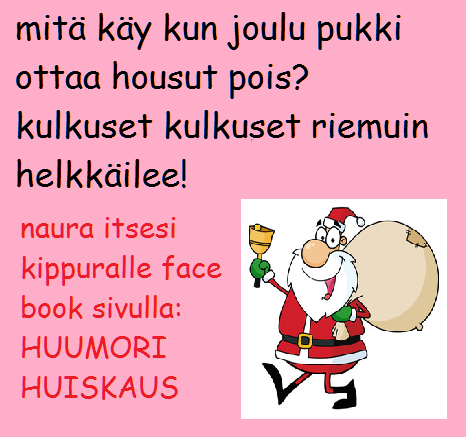 mitä käy kun joulu pukki
ottaa housut pois?
kulkuset kulkuset riemuin
helkkäilee!
naura itsesi
kippuralle face
book sivulla:
HUUMORI
HUISKAUS